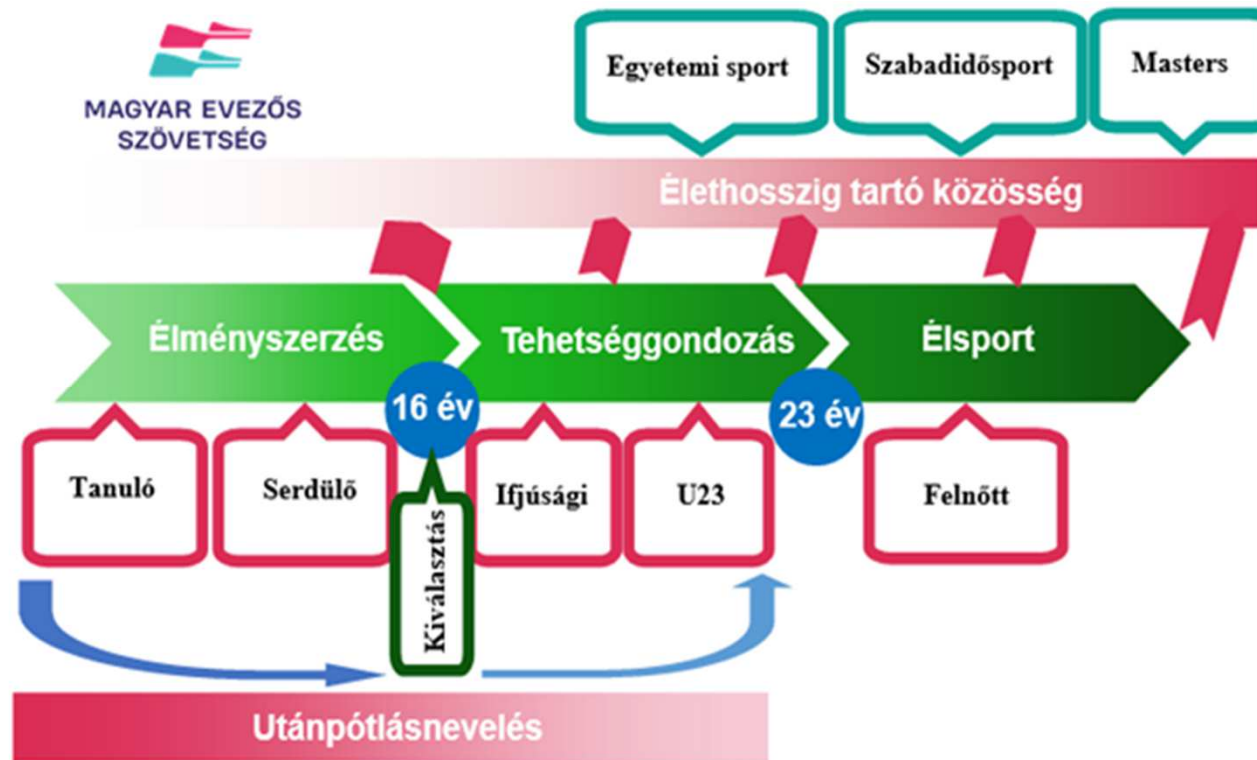 MAGYAR EVEZŐS
SZÖVETSÉG
Egyetemi sport
Szabadidősport
Masters
Élethosszig tartó közösség
Élményszerzés
Tehetséggondozás
Élsport
16 év
23 év
Tanuló
Serdülő
Kiválasztás
Ifjúsági
U23
Felnőtt
Utánpótlásnevelés